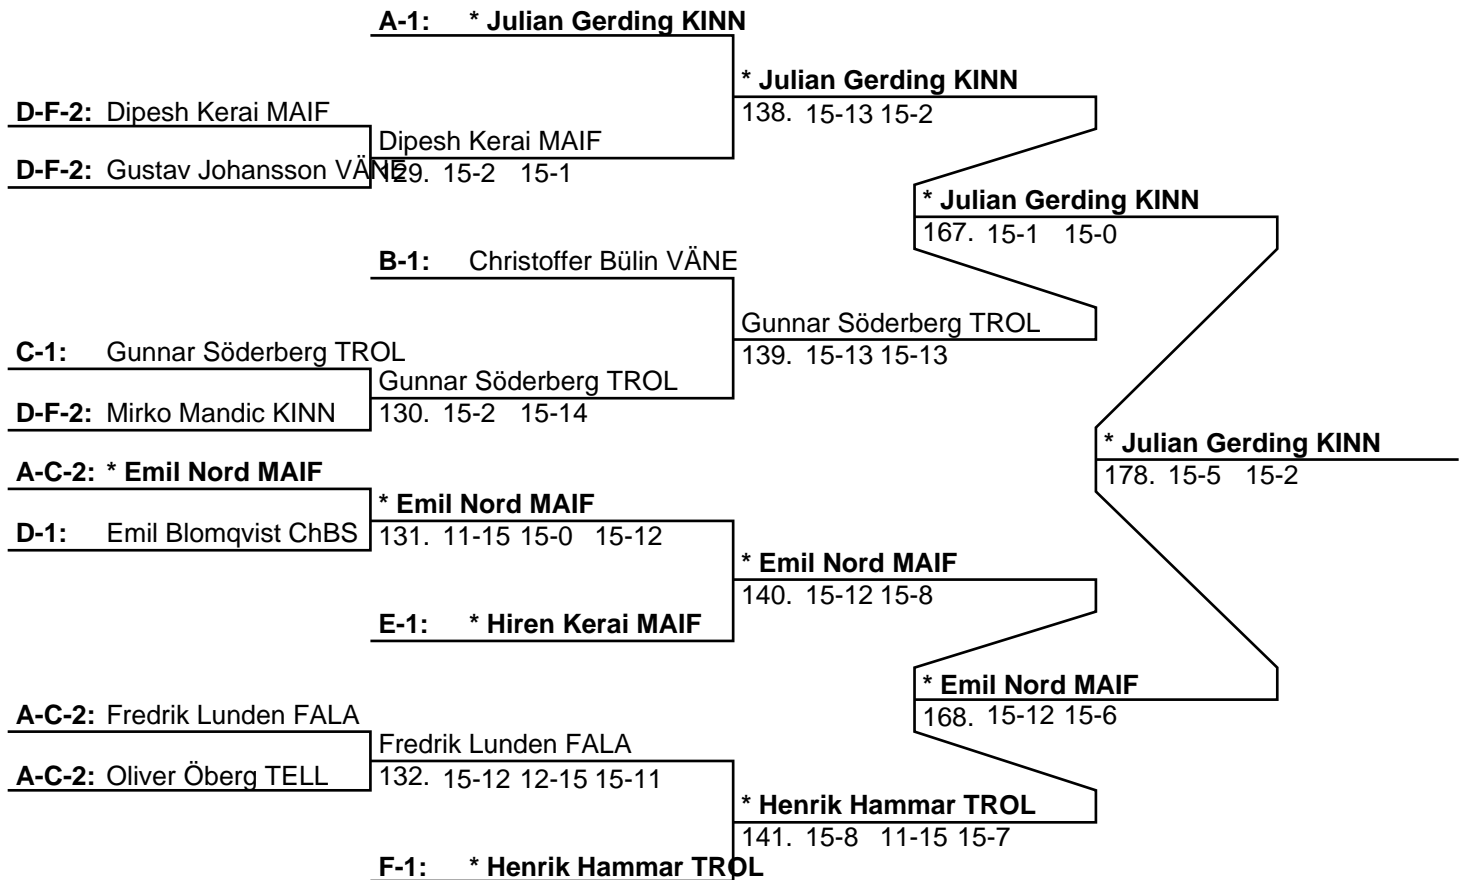 A-1: * Julian Gerding KINN
* Julian Gerding KINN
D-F-2: Dipesh Kerai MAIF
138. 15-13 15-2
Dipesh Kerai MAIF
D-F-2: Gustav Johansson VÄNE
129. 15-2 15-1
* Julian Gerding KINN
167. 15-1 15-0
B-1: Christoffer Bülin VÄNE
Gunnar Söderberg TROL
C-1: Gunnar Söderberg TROL
139. 15-13 15-13
Gunnar Söderberg TROL
D-F-2: Mirko Mandic KINN
130. 15-2 15-14
* Julian Gerding KINN
A-C-2: * Emil Nord MAIF
178. 15-5 15-2
* Emil Nord MAIF
D-1: Emil Blomqvist ChBS
131. 11-15 15-0 15-12
* Emil Nord MAIF
140. 15-12 15-8
E-1: * Hiren Kerai MAIF
* Emil Nord MAIF
A-C-2: Fredrik Lunden FALA
168. 15-12 15-6
Fredrik Lunden FALA
A-C-2: Oliver Öberg TELL
132. 15-12 12-15 15-11
* Henrik Hammar TROL
141. 15-8 11-15 15-7
F-1: * Henrik Hammar TROL